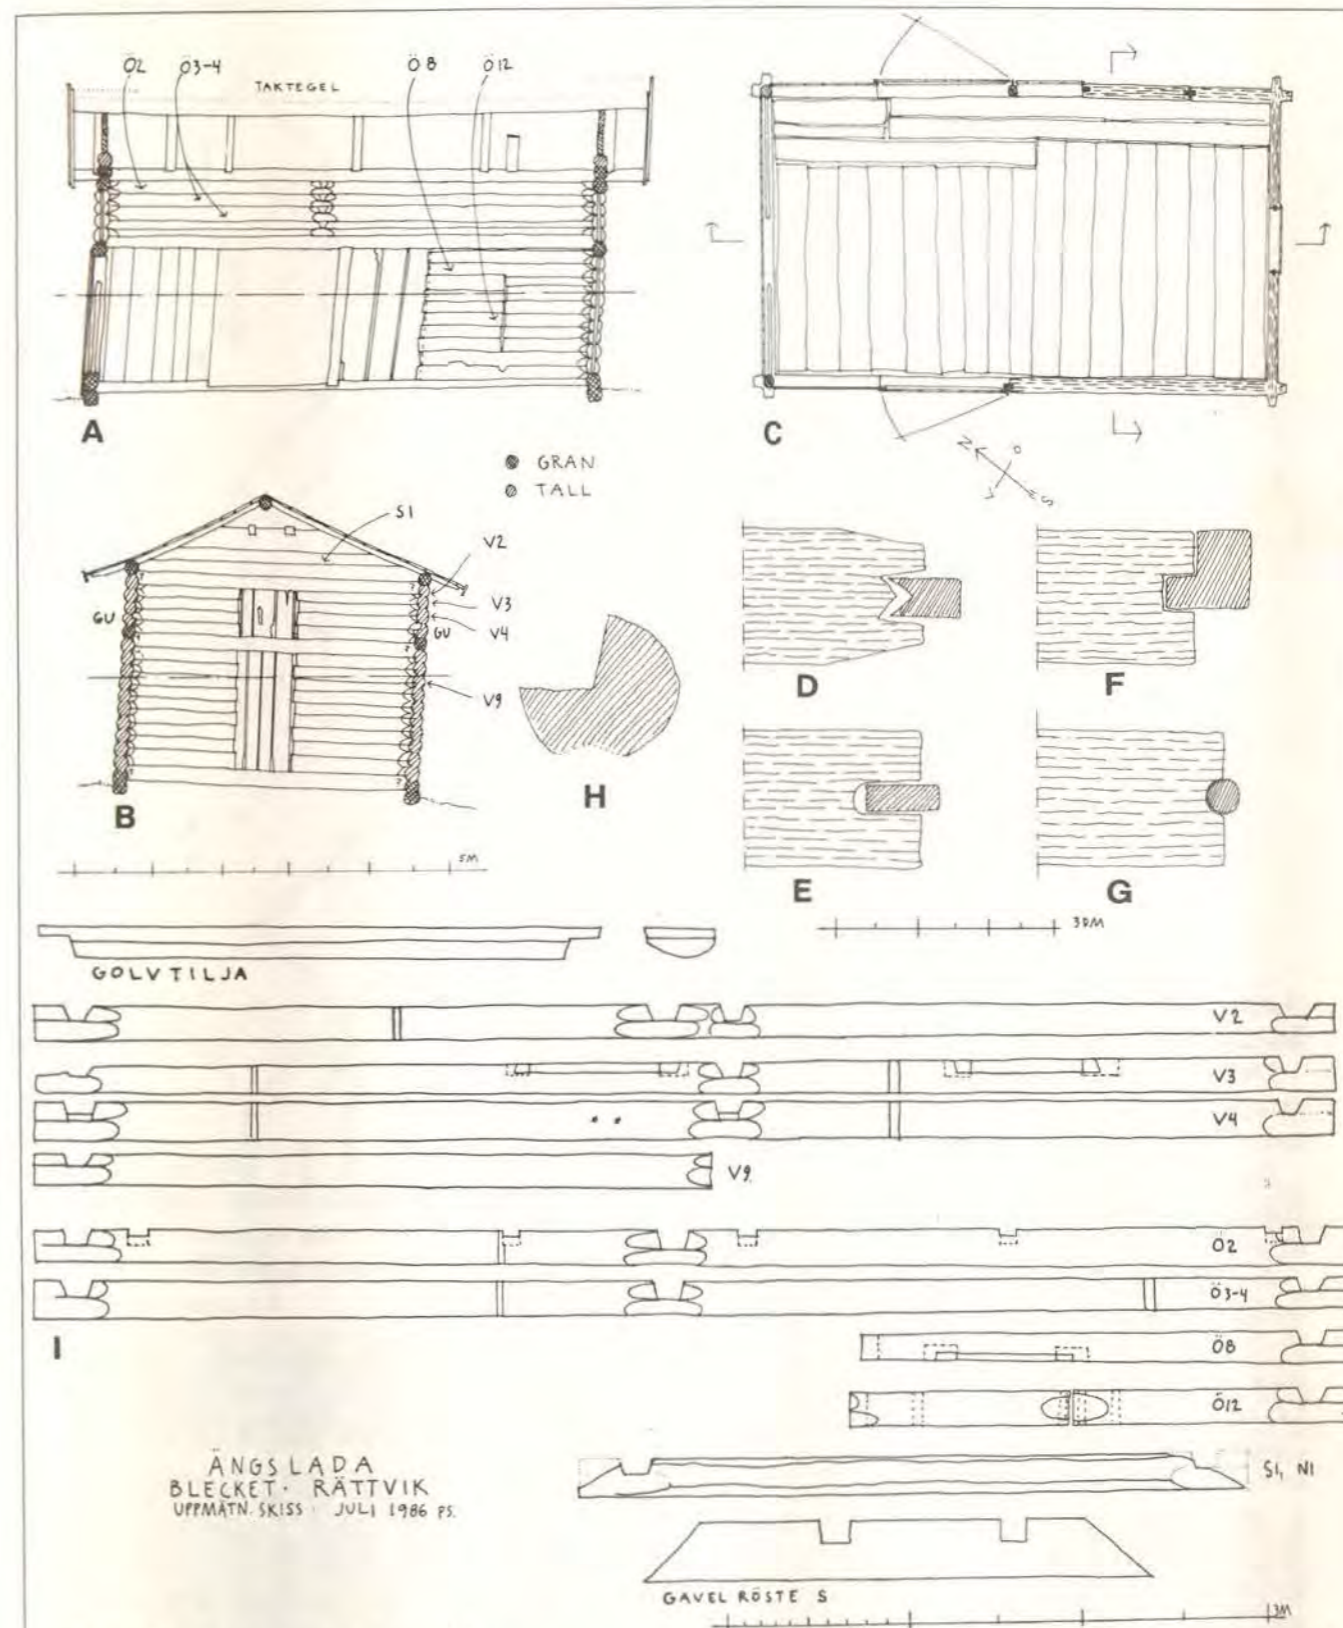 Ö2
Ö3-4
Ö8
Ö12
TAKTEGEL
A
C
N
Ö
V
S
GRAN
TALL
S1
V2
V3
V4
V9
GU
GU
B
H
D
F
E
G
5M
3DM
GOLVTILJA
V2
V3
V4
V9.
Ö2
Ö3-4
Ö8
Ö12
I
S1, N1
ÄNGSLADA
BLECKET · RÄTTVIK
UPPMÄTN. SKISS · JULI 1986 PS.
GAVEL RÖSTE S
3M